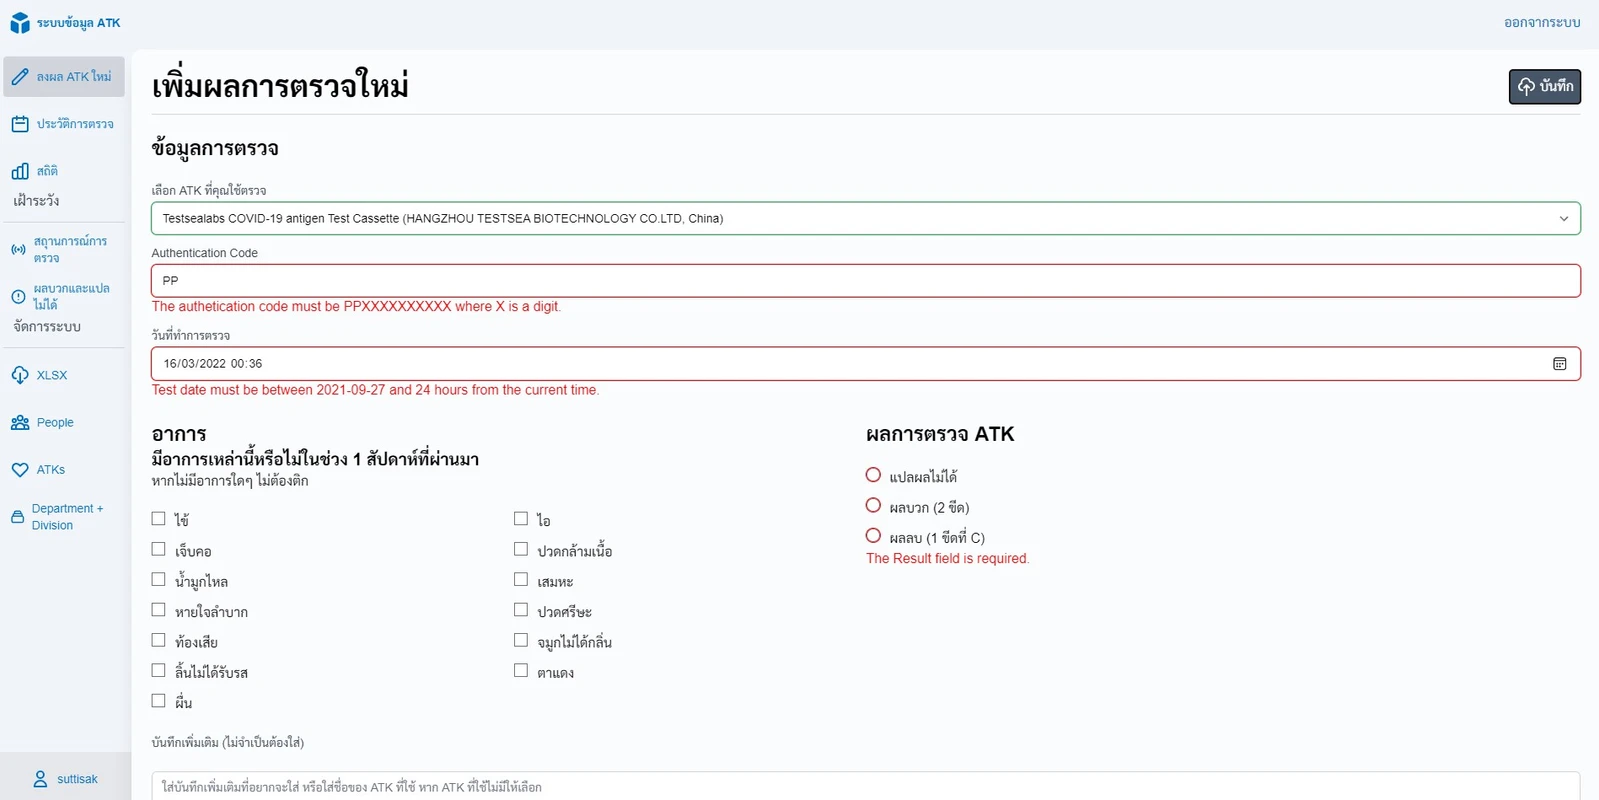 ระบบข้อมูล ATK
ออกจากระบบ
ลงผล ATK ใหม่
ประวัติการตรวจ
สถิติ
เฝ้าระวัง
สถานการณ์การ
ตรวจ
ผลบวกและแปล
ไม่ได้
จัดการระบบ
XLSX
People
ATKs
Department +
Division
suttisak
เพิ่มผลการตรวจใหม่
บันทึก
ข้อมูลการตรวจ
เลือก ATK ที่คุณใช้ตรวจ
Testsealabs COVID-19 antigen Test Cassette (HANGZHOU TESTSEA BIOTECHNOLOGY CO.LTD, China)
Authentication Code
PP
The authetication code must be PPXXXXXXXXXX where X is a digit.
วันที่ทำการตรวจ
16/03/2022 00:36
Test date must be between 2021-09-27 and 24 hours from the current time.
อาการ
มีอาการเหล่านี้หรือไม่ในช่วง 1 สัปดาห์ที่ผ่านมา
หากไม่มีอาการใดๆ ไม่ต้องติก
ไข้
ไอ
เจ็บคอ
ปวดกล้ามเนื้อ
น้ำมูกไหล
เสมหะ
หายใจลำบาก
ปวดศรีษะ
ท้องเสีย
จมูกไม่ได้กลิ่น
ลิ้นไม่ได้รับรส
ตาแดง
ผื่น
ผลการตรวจ ATK
แปลผลไม่ได้
ผลบวก (2 ขีด)
ผลลบ (1 ขีดที่ C)
The Result field is required.
บันทึกเพิ่มเติม (ไม่จำเป็นต้องใส่)
ใส่บันทึกเพิ่มเติมที่อยากจะใส่ หรือใส่ชื่อของ ATK ที่ใช้ หาก ATK ที่ใช้ไม่มีให้เลือก